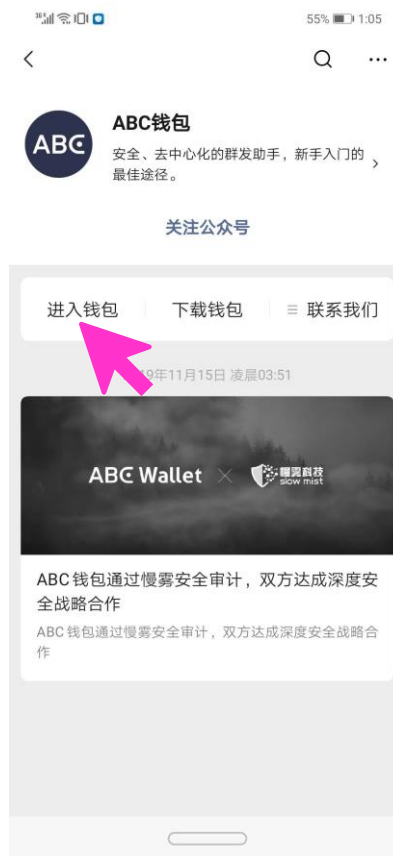 55% 1:05
ABC
ABC钱包
安全、去中心化的群发助手，新手入门的
最佳途径。
关注公众号
进入钱包 下载钱包 联系我们
19年11月15日 凌晨03:51
ABC Wallet × 慢雾科技
slow mist
ABC 钱包通过慢雾安全审计，双方达成深度安
全战略合作
ABC 钱包通过慢雾安全审计，双方达成深度安全战略合
作